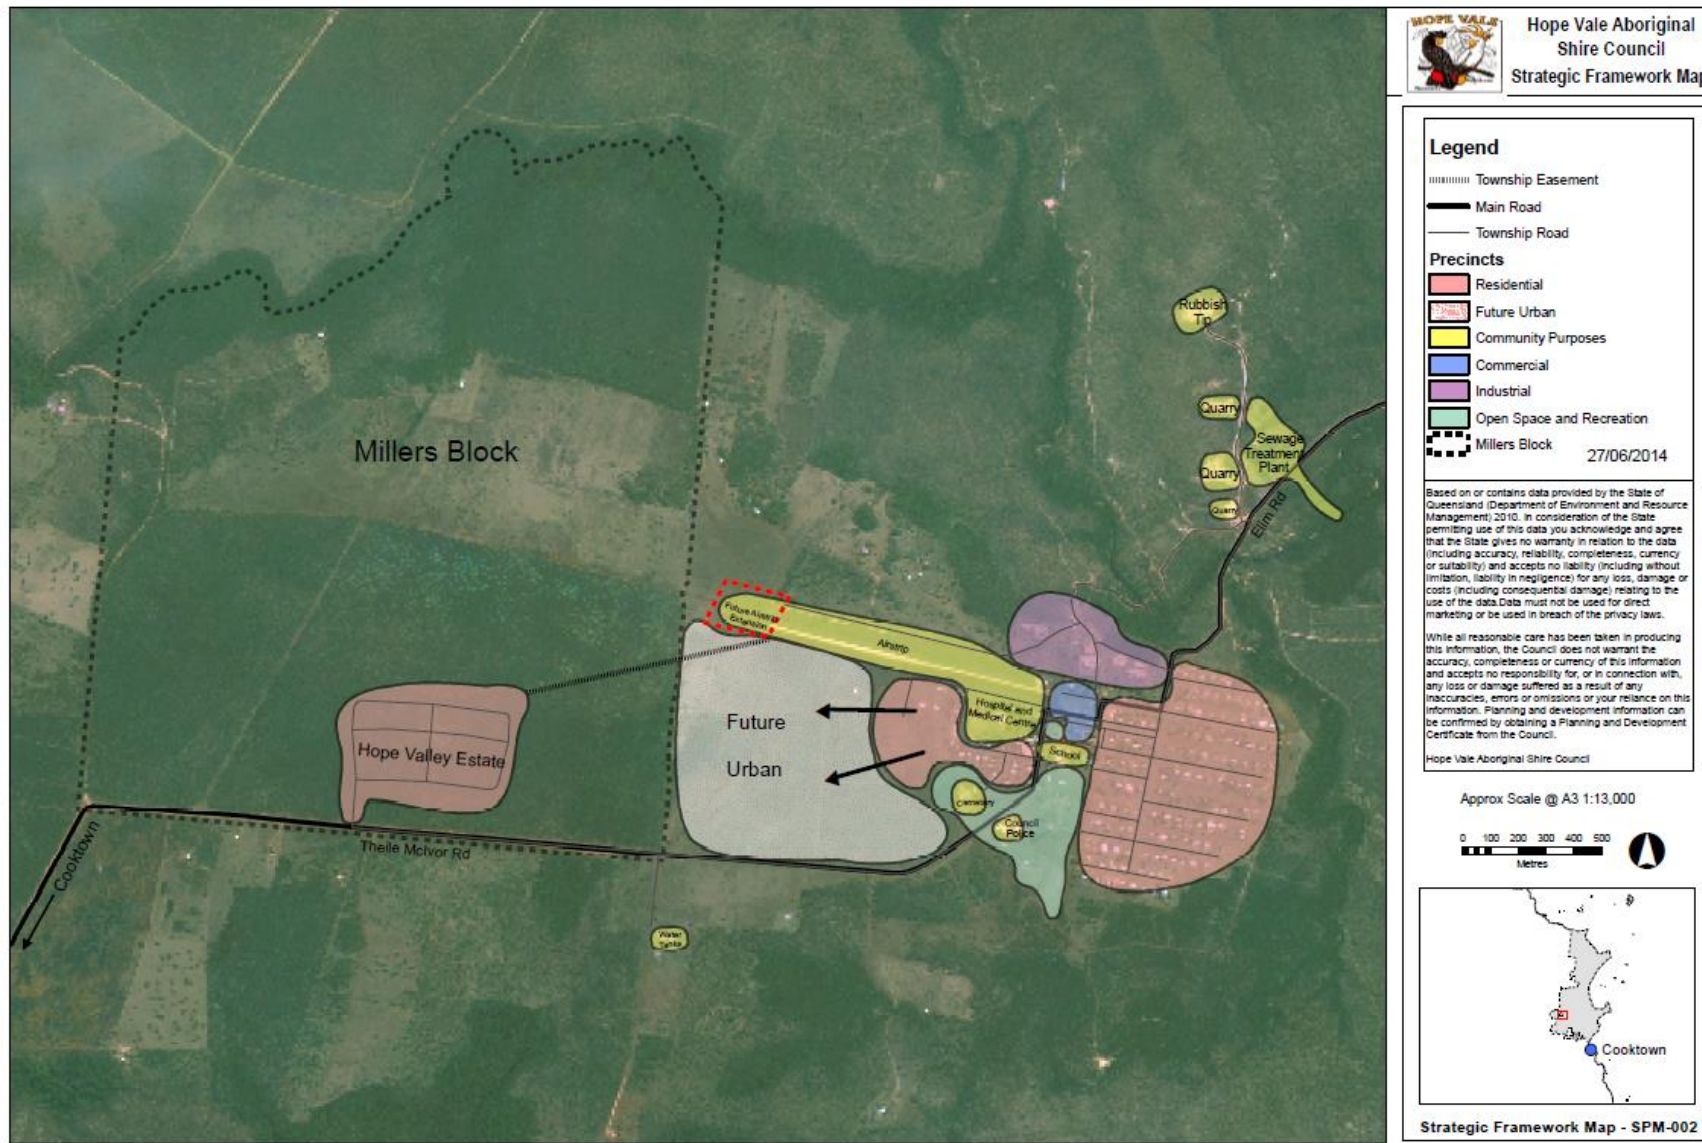 HOPE VALE
Hope Vale Aboriginal
Shire Council
Strategic Framework Map
Legend
Township Easement
Main Road
Township Road
Precincts
Residential
Future Urban
Community Purposes
Commercial
Industrial
Open Space and Recreation
Millers Block
27/06/2014
Based on or contains data provided by the State of
Queensland (Department of Environment and Resource
Management) 2010. In consideration of the State
permitting use of this data you acknowledge and agree
that the State gives no warranty in relation to the data
(including accuracy, reliability, completeness, currency
or suitability) and accepts no liability (including without
limitation, liability in negligence) for any loss, damage or
costs (including consequential damage) relating to the
use of the data.Data must not be used for direct
marketing or be used in breach of the privacy laws.
While all reasonable care has been taken in producing
this information, the Council does not warrant the
accuracy, completeness or currency of this information
and accepts no responsibility for, or in connection with,
any loss or damage suffered as a result of any
inaccuracies, errors or omissions or your reliance on this
information. Planning and development information can
be confirmed by obtaining a Planning and Development
Certificate from the Council.
Hope Vale Aboriginal Shire Council
Approx Scale @ A3 1:13,000
0 100 200 300 400 500
Metres
Cooktown
Strategic Framework Map - SPM-002
Rubbish
Tip
Quarry
Sewage
Treatment
Plant
Quarry
Quarry
Elim Rd
Millers Block
Future Airstrip
Extension
Airstrip
Hospital and
Medical Centre
Future
Urban
School
Hope Valley Estate
Cemetery
Council
Police
Theile McIvor Rd
Cooktown
Water
Tanks